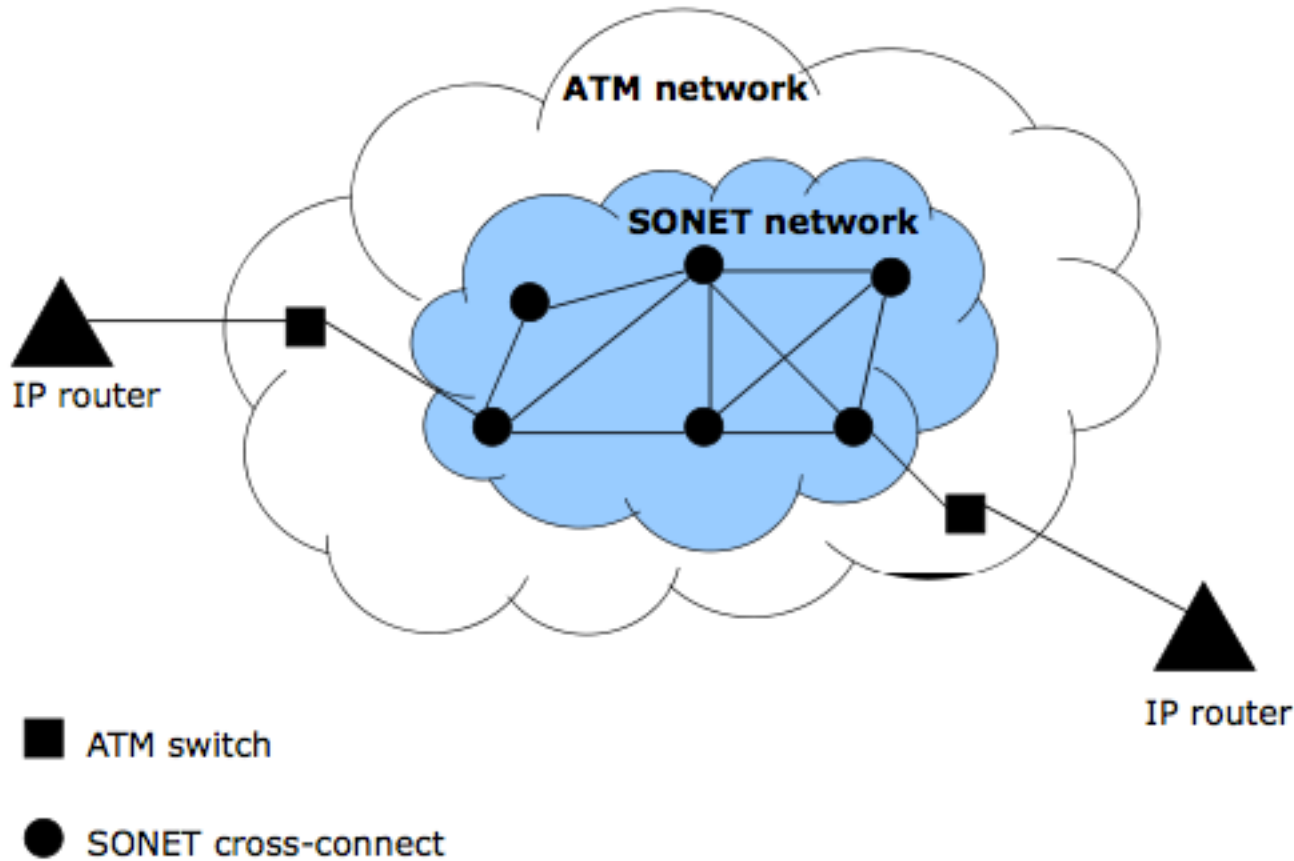 ATM network
SONET network
IP router
IP router
ATM switch
SONET cross-connect